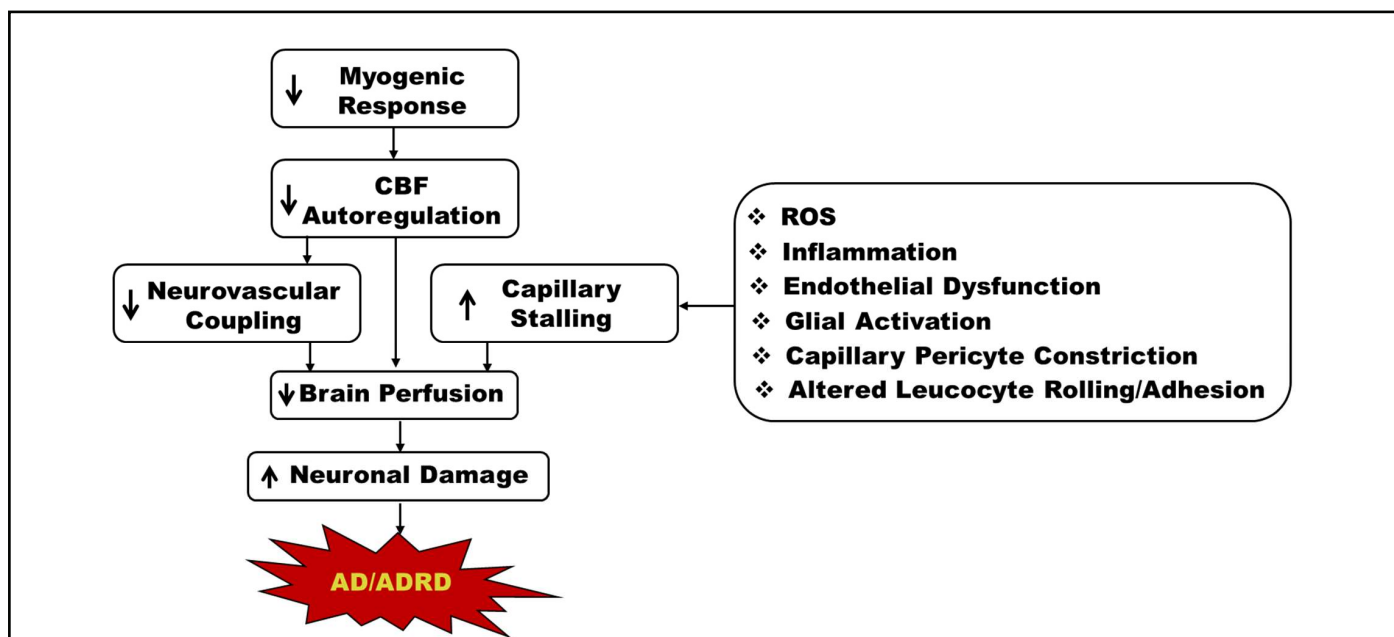 Myogenic
Response
CBF
Autoregulation
Neurovascular
Coupling
Capillary
Stalling
Brain Perfusion
Neuronal Damage
AD/ADRD
❖ ROS
❖ Inflammation
❖ Endothelial Dysfunction
❖ Glial Activation
❖ Capillary Pericyte Constriction
❖ Altered Leucocyte Rolling/Adhesion